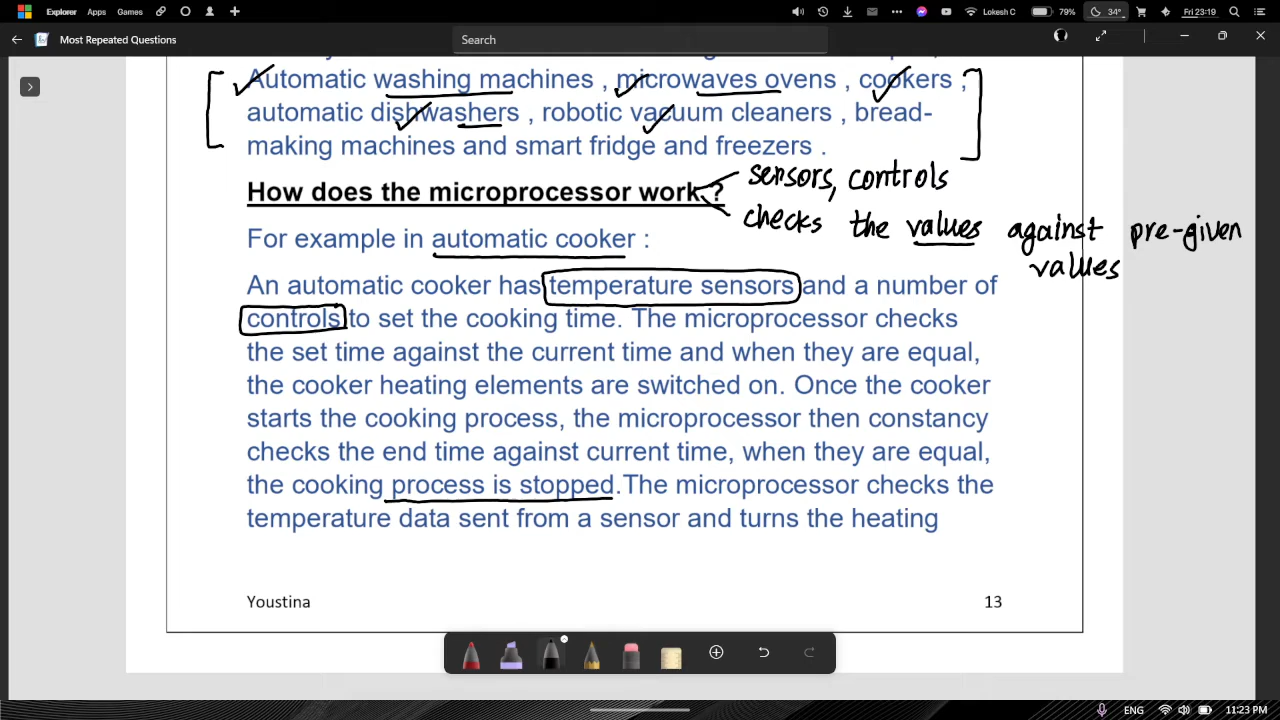 Explorer Apps Games Lokesh C 79% 34° Fri 23:19
Most Repeated Questions
Search
Automatic washing machines , microwaves ovens , cookers ,
automatic dishwashers , robotic vacuum cleaners , bread-
making machines and smart fridge and freezers .
How does the microprocessor work ?
sensors, controls
checks the values against pre-given
values
For example in automatic cooker :
An automatic cooker has temperature sensors and a number of
controls to set the cooking time. The microprocessor checks
the set time against the current time and when they are equal,
the cooker heating elements are switched on. Once the cooker
starts the cooking process, the microprocessor then constancy
checks the end time against current time, when they are equal,
the cooking process is stopped.The microprocessor checks the
temperature data sent from a sensor and turns the heating
Youstina 13
ENG 11:23 PM